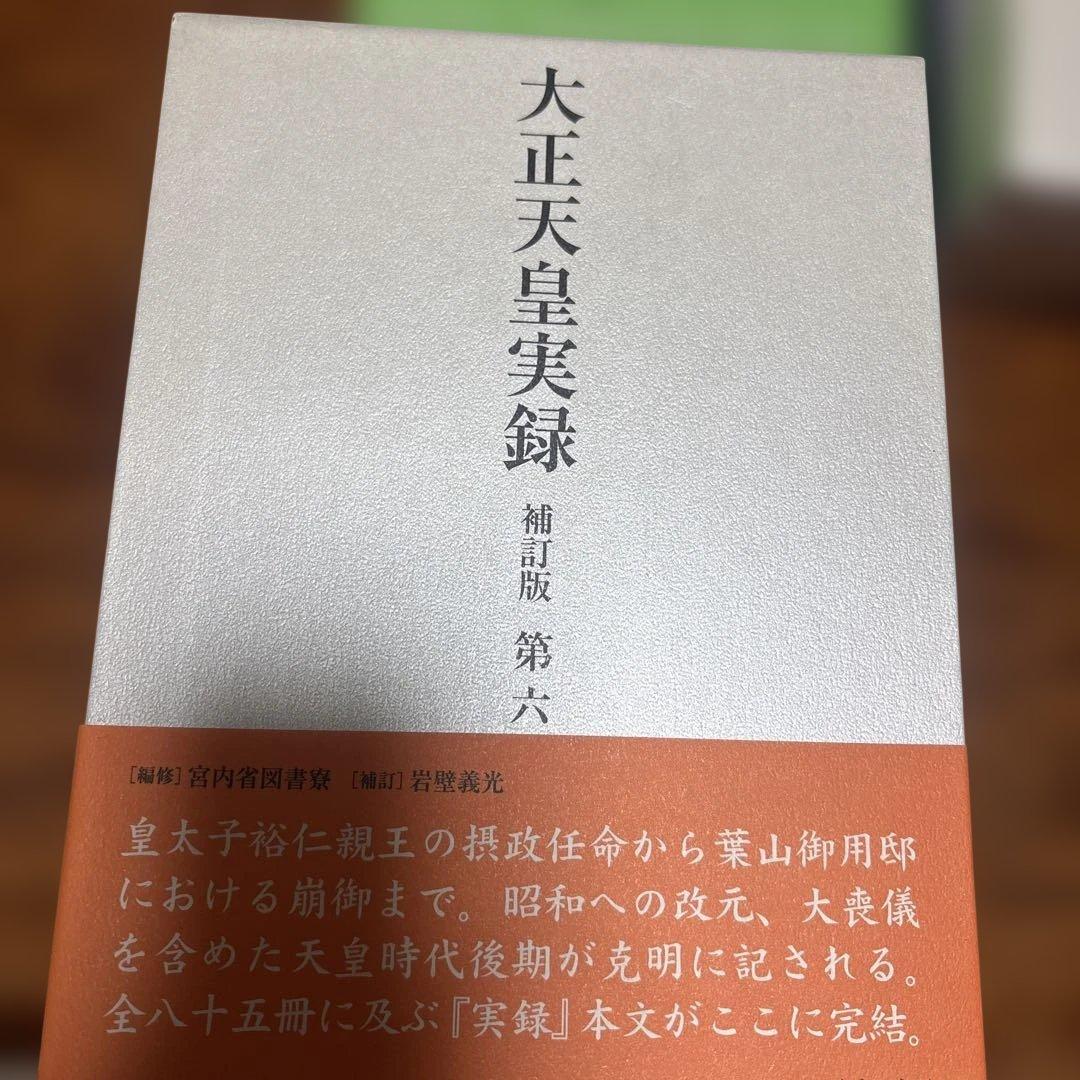 大正天皇実録
補訂版 第六
[編修]宮内省図書寮 [補訂]岩壁義光
皇太子裕仁親王の摂政任命から葉山御用邸
における崩御まで。昭和への改元、大喪儀
を含めた天皇時代後期が克明に記される。
全八十五冊に及ぶ『実録』本文がここに完結。